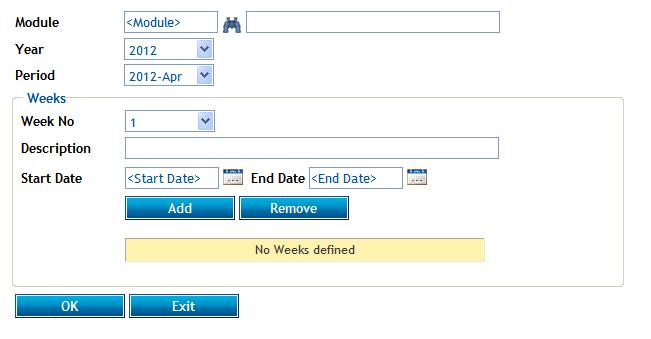 Module <Module>
Year 2012
Period 2012-Apr
Weeks
Week No 1
Description
Start Date <Start Date> End Date <End Date>
Add Remove
No Weeks defined
OK Exit